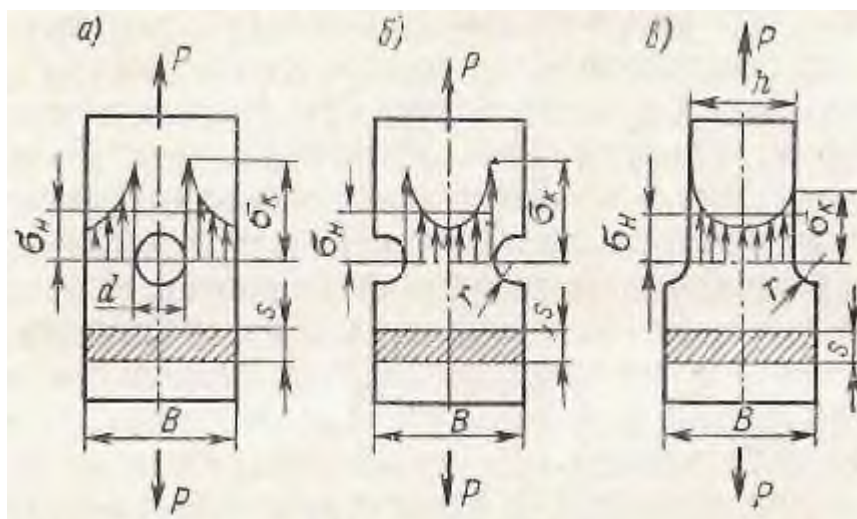 а) P б) P в) P
h
σн σк σн σк σн σк
d r r
s s s
B B B
P P P